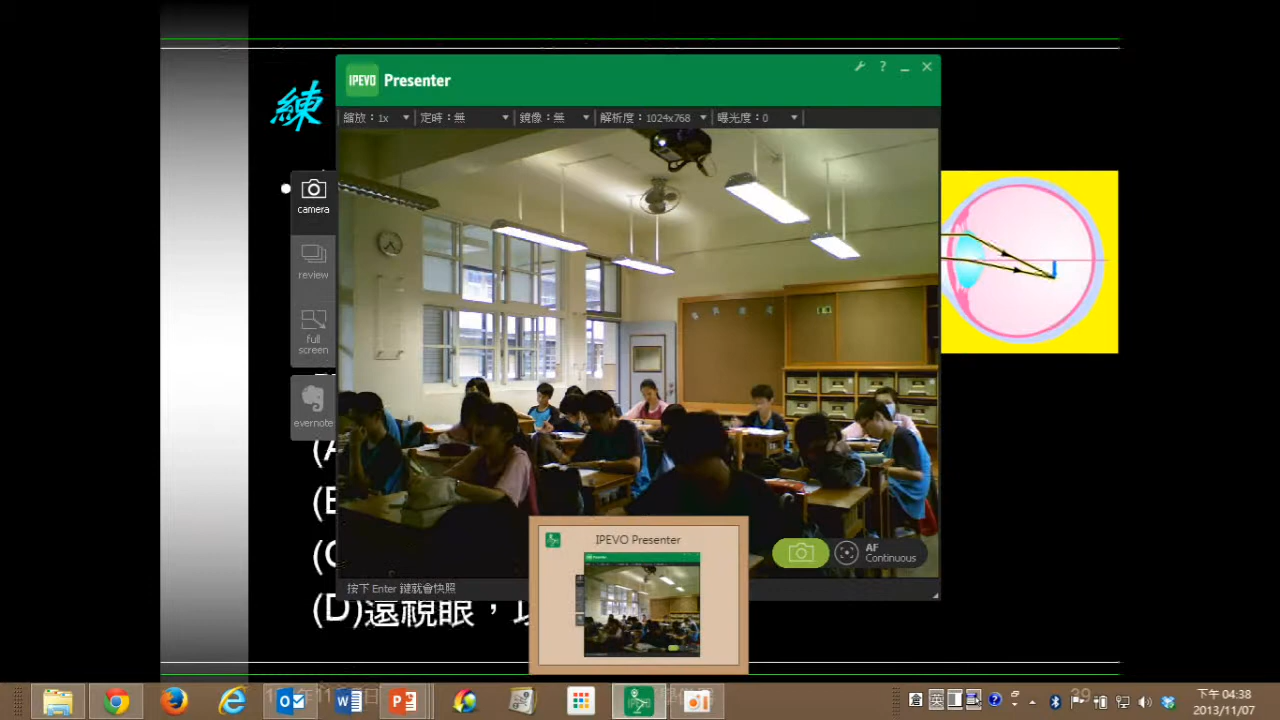 練
IPEVO Presenter
縮放：1x 定時：無 鏡像：無 解析度：1024x768 曝光度：0
camera
review
full
screen
evernote
(A
(E
(C
(D)遠視眼，
IPEVO Presenter
AF
Continuous
按下 Enter 鍵就會快照
39
英
下午 04:38
2013/11/07